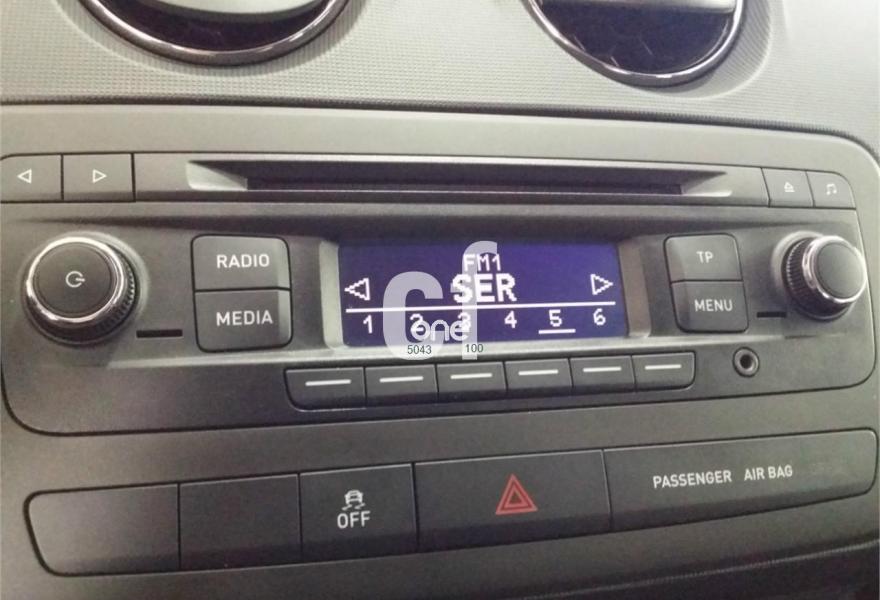 RADIO
MEDIA
FM1
SER
1 2 3 4 5 6
TP
MENU
cf
one
5043 100
OFF
PASSENGER AIR BAG